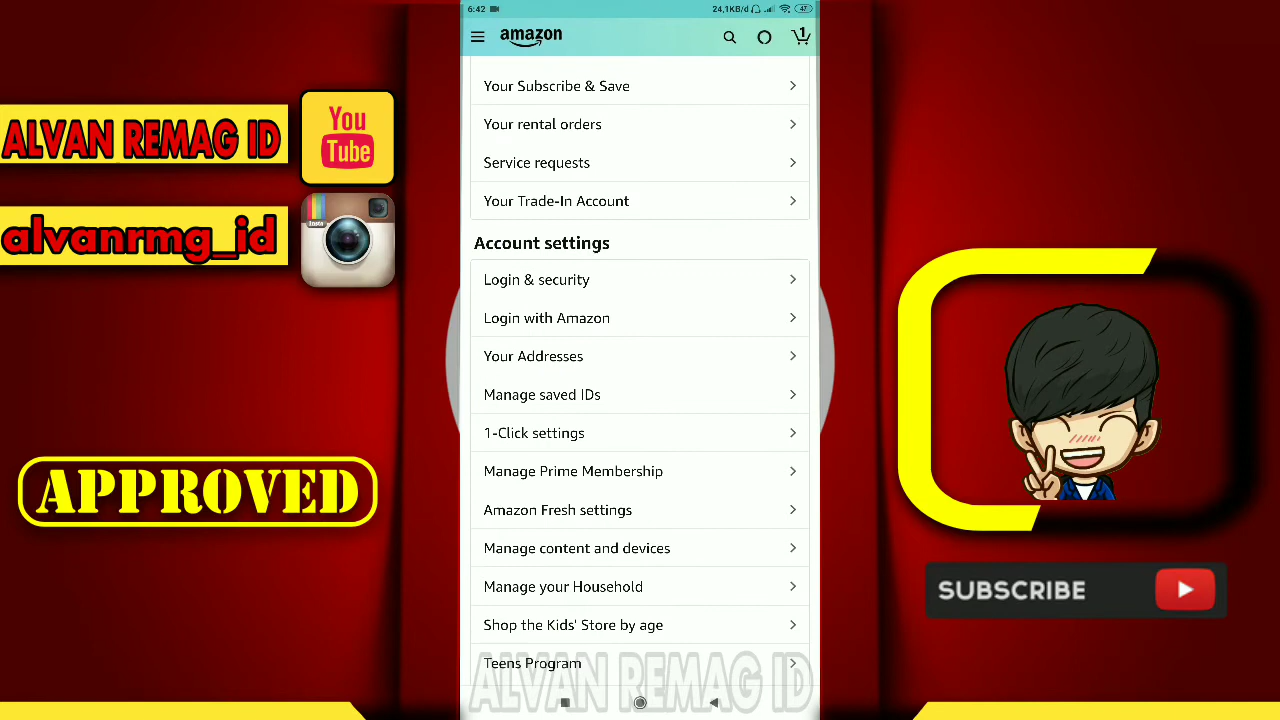 ALVAN REMAG ID
You
Tube
Insta
alvanrmg_id
APPROVED
6:42
24,1KB/d
47
amazon
1
Your Subscribe & Save
Your rental orders
Service requests
Your Trade-In Account
Account settings
Login & security
Login with Amazon
Your Addresses
Manage saved IDs
1-Click settings
Manage Prime Membership
Amazon Fresh settings
Manage content and devices
Manage your Household
Shop the Kids' Store by age
Teens Program
ALVAN REMAG ID
SUBSCRIBE